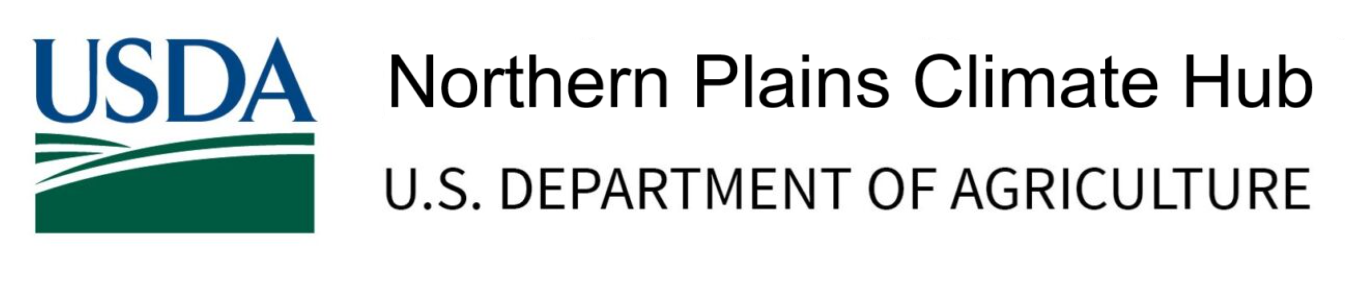 USDA
Northern Plains Climate Hub
U.S. DEPARTMENT OF AGRICULTURE